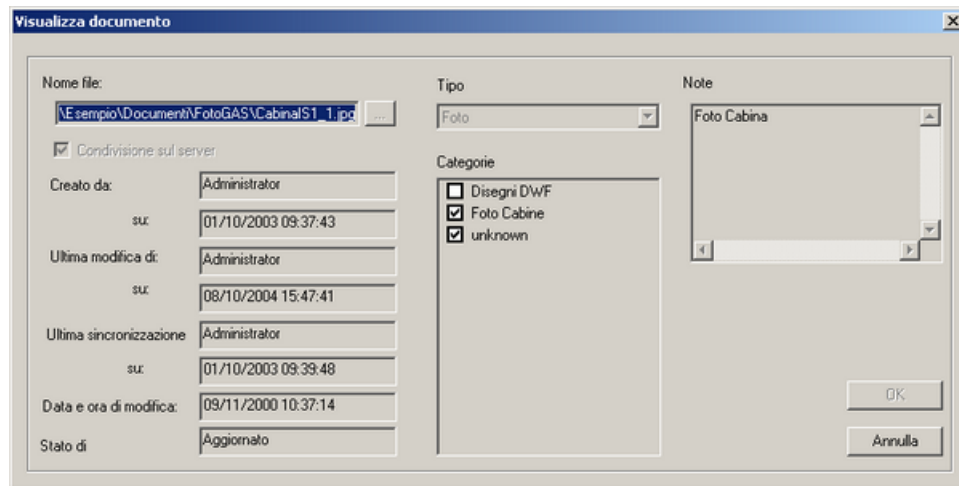 Visualizza documento
Nome file:
\Esempio\Documenti\FotoGAS\CabinaIS1_1.jpg
...
Condivisione sul server
Creato da:
Administrator
su:
01/10/2003 09:37:43
Ultima modifica di:
Administrator
su:
08/10/2004 15:47:41
Ultima sincronizzazione
Administrator
su:
01/10/2003 09:39:48
Data e ora di modifica:
09/11/2000 10:37:14
Stato di
Aggiornato
Tipo
Foto
Categorie
Disegni DWF
Foto Cabine
unknown
Note
Foto Cabina
OK
Annulla